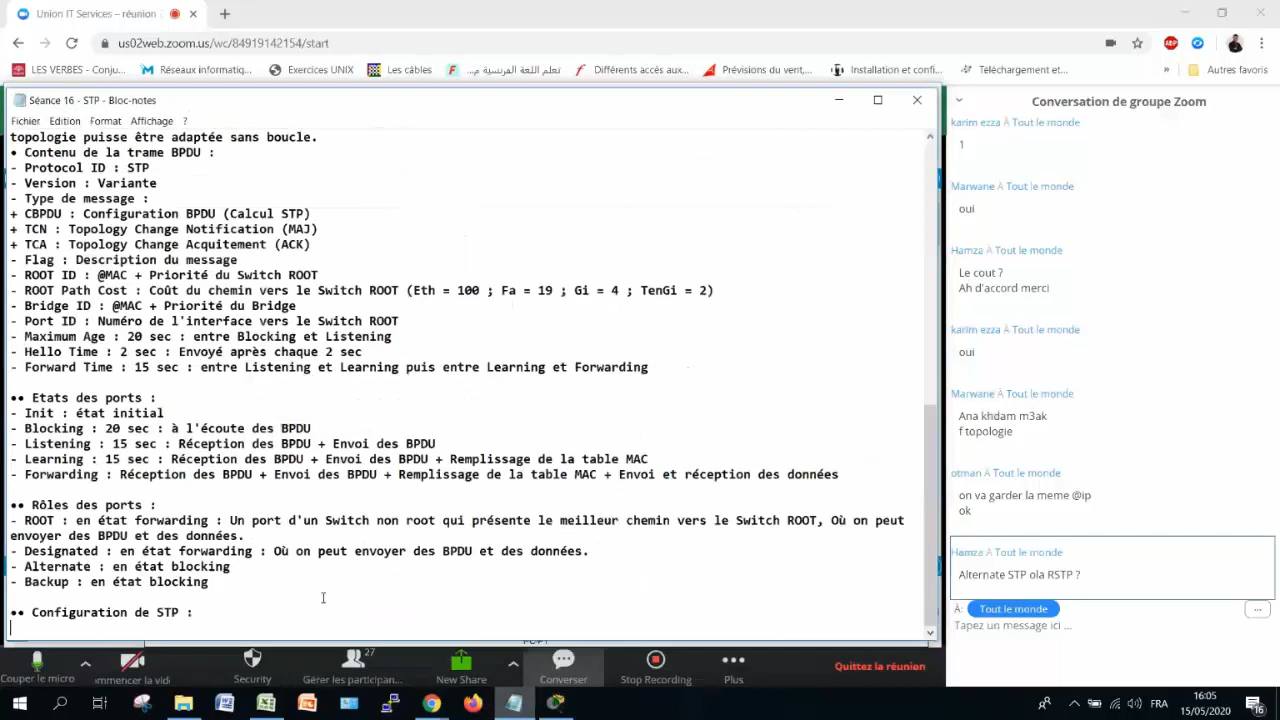 Union IT Services – réunion
us02web.zoom.us/wc/84919142154/start
LES VERBES - Conju...
Réseaux informatiq...
Exercices UNIX
Les câbles
تعلم اللغة الفرنسية م...
Différents accés aux...
Prévisions du vent,...
Installation et confi...
Téléchargement et...
»
Autres favoris
Séance 16 - STP - Bloc-notes
Fichier Edition Format Affichage ?
topologie puisse être adaptée sans boucle.
• Contenu de la trame BPDU :
- Protocol ID : STP
- Version : Variante
- Type de message :
+ CBPDU : Configuration BPDU (Calcul STP)
+ TCN : Topology Change Notification (MAJ)
+ TCA : Topology Change Acquitement (ACK)
- Flag : Description du message
- ROOT ID : @MAC + Priorité du Switch ROOT
- ROOT Path Cost : Coût du chemin vers le Switch ROOT (Eth = 100 ; Fa = 19 ; Gi = 4 ; TenGi = 2)
- Bridge ID : @MAC + Priorité du Bridge
- Port ID : Numéro de l'interface vers le Switch ROOT
- Maximum Age : 20 sec : entre Blocking et Listening
- Hello Time : 2 sec : Envoyé après chaque 2 sec
- Forward Time : 15 sec : entre Listening et Learning puis entre Learning et Forwarding
•• Etats des ports :
- Init : état initial
- Blocking : 20 sec : à l'écoute des BPDU
- Listening : 15 sec : Réception des BPDU + Envoi des BPDU
- Learning : 15 sec : Réception des BPDU + Envoi des BPDU + Remplissage de la table MAC
- Forwarding : Réception des BPDU + Envoi des BPDU + Remplissage de la table MAC + Envoi et réception des données
•• Rôles des ports :
- ROOT : en état forwarding : Un port d'un Switch non root qui présente le meilleur chemin vers le Switch ROOT, Où on peut
envoyer des BPDU et des données.
- Designated : en état forwarding : Où on peut envoyer des BPDU et des données.
- Alternate : en état blocking
- Backup : en état blocking
•• Configuration de STP :
Conversation de groupe Zoom
karim ezza À Tout le monde
1
Marwane À Tout le monde
oui
Hamza À Tout le monde
Le cout ?
Ah d'accord merci
karim ezza À Tout le monde
oui
Marwane À Tout le monde
Ana khdam m3ak
f topologie
otman À Tout le monde
on va garder la meme @ip
ok
Hamza À Tout le monde
Alternate STP ola RSTP ?
À: Tout le monde
...
Tapez un message ici ...
27
Couper le micro
Security
Gérer les participan...
New Share
Converser
Stop Recording
Plus
Quittez la réunion
FRA
16:05
15/05/2020
16